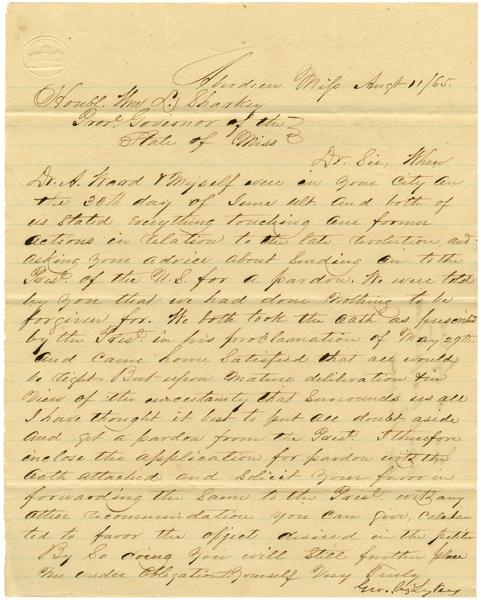 Aberdeen Miss Augt 11/65.
Honbl. Wm L. Sharkey
Provl. Governor of the
State of Miss
Dr. Sir, When
Dr. A. Ward & Myself were in your City on
the 30th day of June ult and both of
us stated everything touching our former
actions in relation to the late Revolution, and
asking your advice about sending on to the
Prest. of the U.S. for a pardon. We were told
by you that we had done nothing to be
forgiven for. We both took the oath as prescribed
by the Prest. in his proclamation of May 29th
and came home satisfied that all would
be right. But upon mature deliberation & in
view of the uncertainty that surrounds us all
I have thought it best to put all doubt aside
and get a pardon from the Prest. I therefore
inclose the application for pardon with the
oath attached and solicit your favor in
forwarding the same to the Prest. with any
other recommendation you can give, calcula-
ted to favor the object desired in the petition
By so doing you will still further place
me under obligations. Yourself Very Truly
Geo.